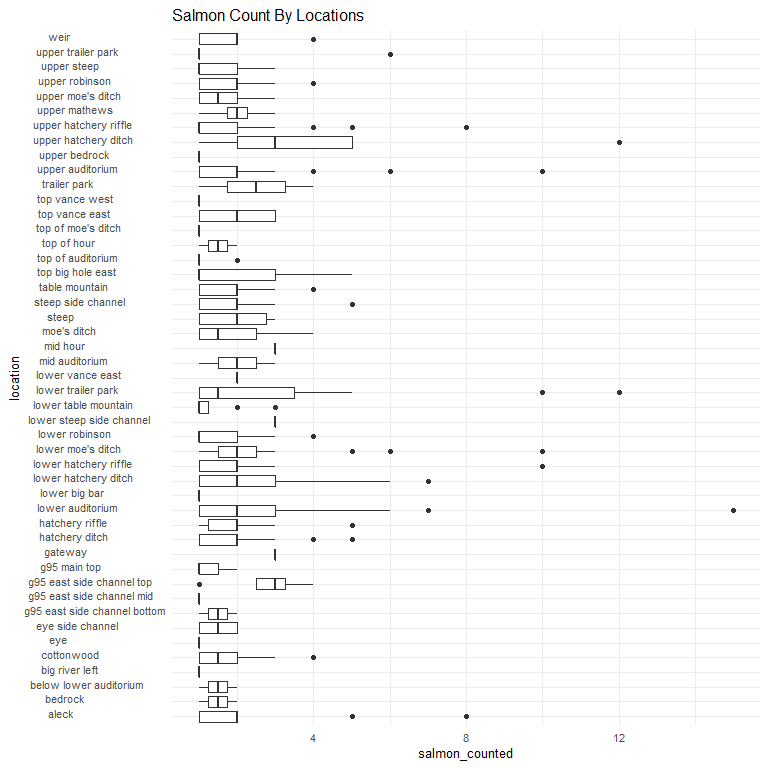 Salmon Count By Locations
weir
upper trailer park
upper steep
upper robinson
upper moe's ditch
upper mathews
upper hatchery riffle
upper hatchery ditch
upper bedrock
upper auditorium
trailer park
top vance west
top vance east
top of moe's ditch
top of hour
top of auditorium
top big hole east
table mountain
steep side channel
steep
moe's ditch
mid hour
mid auditorium
lower vance east
lower trailer park
lower table mountain
lower steep side channel
lower robinson
lower moe's ditch
lower hatchery riffle
lower hatchery ditch
lower big bar
lower auditorium
hatchery riffle
hatchery ditch
gateway
g95 main top
g95 east side channel top
g95 east side channel mid
g95 east side channel bottom
eye side channel
eye
cottonwood
big river left
below lower auditorium
bedrock
aleck
location
4 8 12
salmon_counted